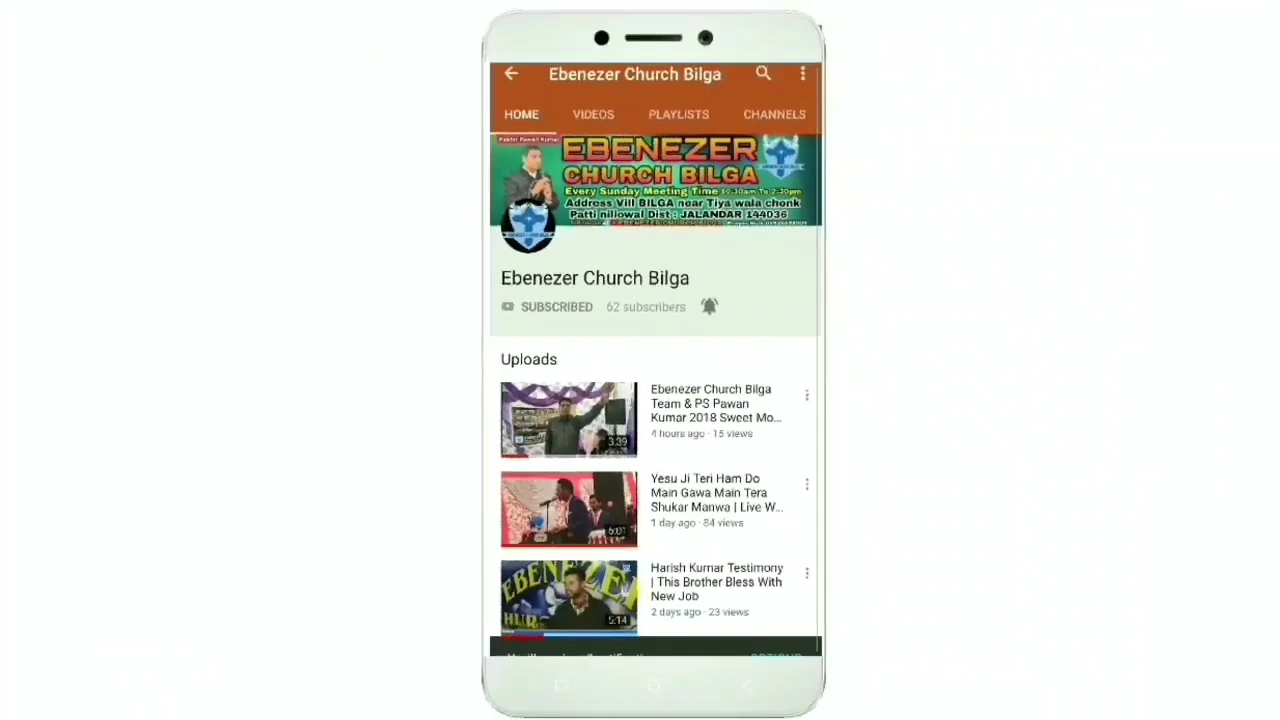 Ebenezer Church Bilga
HOME VIDEOS PLAYLISTS CHANNELS
Pastor Pawan Kumar
EBENEZER
CHURCH BILGA
Every Sunday Meeting Time 10:30am To 2:30pm
Address Vill BILGA near Tiya wala chonk
Patti nillowal Dist : JALANDAR 144036
Ebenezer Church Bilga
SUBSCRIBED 62 subscribers
Uploads
Ebenezer Church Bilga
Team & PS Pawan
Kumar 2018 Sweet Mo...
4 hours ago · 15 views
3:39
Yesu Ji Teri Ham Do
Main Gawa Main Tera
Shukar Manwa | Live W...
1 day ago · 84 views
6:01
Harish Kumar Testimony
| This Brother Bless With
New Job
2 days ago · 23 views
EBENEZE
HUR
5:14